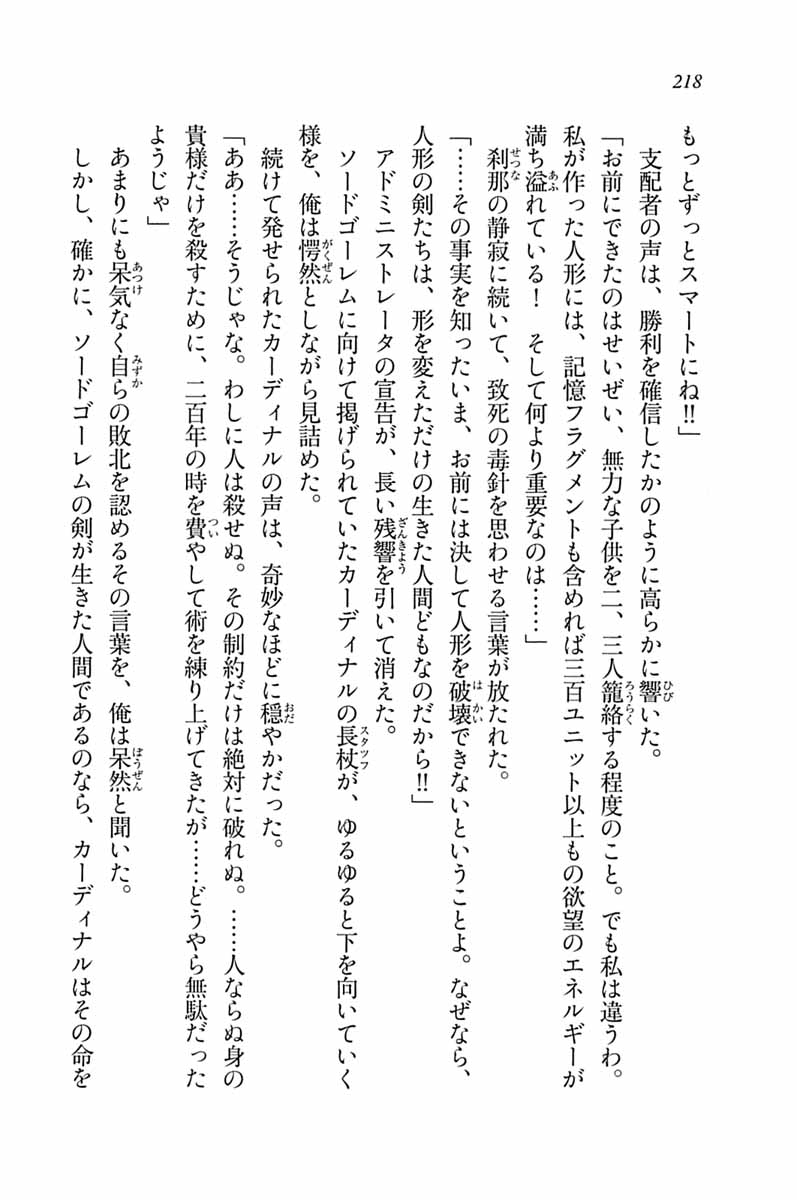 218
もっとずっとスマートにね!!」
支配者の声は、勝利を確信したかのように高らかに響いた。
「お前にできたのはせいぜい、無力な子供を二、三人籠絡する程度のこと。でも私は違うわ。
私が作った人形には、記憶フラグメントも含めれば三百ユニット以上もの欲望のエネルギーが
満ち溢れている!　そして何より重要なのは……」
刹那の静寂に続いて、致死の毒針を思わせる言葉が放たれた。
「……その事実を知ったいま、お前には決して人形を破壊できないということよ。なぜなら、
人形の剣たちは、形を変えただけの生きた人間どもなのだから!!」
アドミニストレータの宣告が、長い残響を引いて消えた。
ソードゴーレムに向けて掲げられていたカーディナルの長杖が、ゆるゆると下を向いていく
様を、俺は愕然としながら見詰めた。
続けて発せられたカーディナルの声は、奇妙なほどに穏やかだった。
「ああ……そうじゃな。わしに人は殺せぬ。その制約だけは絶対に破れぬ。……人ならぬ身の
貴様だけを殺すために、二百年の時を費やして術を練り上げてきたが……どうやら無駄だった
ようじゃ」
あまりにも呆気なく自らの敗北を認めるその言葉を、俺は呆然と聞いた。
しかし、確かに、ソードゴーレムの剣が生きた人間であるのなら、カーディナルはその命を